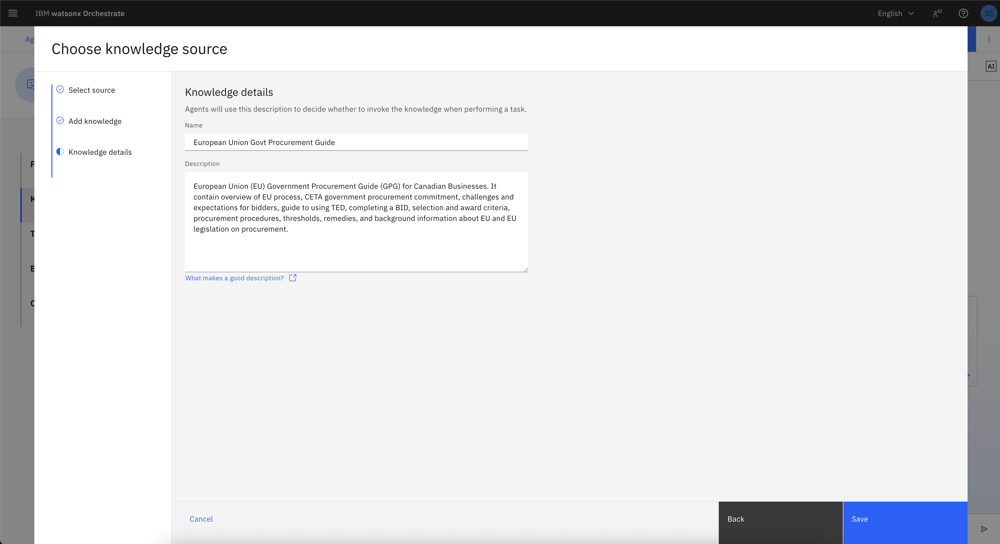 IBM watsonx Orchestrate
English
SS
Ag
AI
Choose knowledge source
Select source
Add knowledge
Knowledge details
Knowledge details
Agents will use this description to decide whether to invoke the knowledge when performing a task.
Name
European Union Govt Procurement Guide
Description
European Union (EU) Government Procurement Guide (GPG) for Canadian Businesses. It
contain overview of EU process, CETA government procurement commitment, challenges and
expectations for bidders, guide to using TED, completing a BID, selection and award criteria,
procurement procedures, thresholds, remedies, and background information about EU and EU
legislation on procurement.
What makes a good description?
Cancel
Back
Save